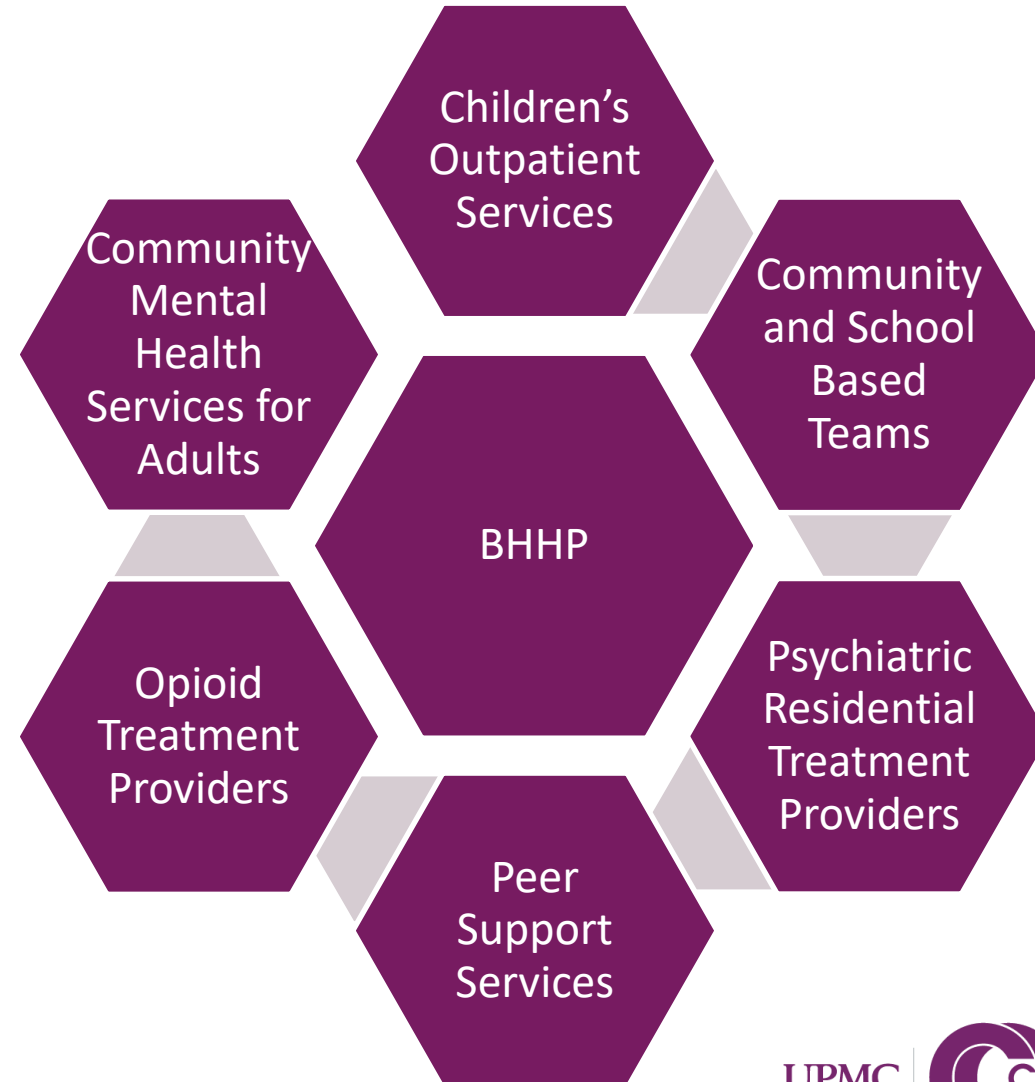 Children’s
Outpatient
Services
Community
Mental
Health
Services for
Adults
Community
and School
Based
Teams
BHHP
Opioid
Treatment
Providers
Psychiatric
Residential
Treatment
Providers
Peer
Support
Services
UPMC
C